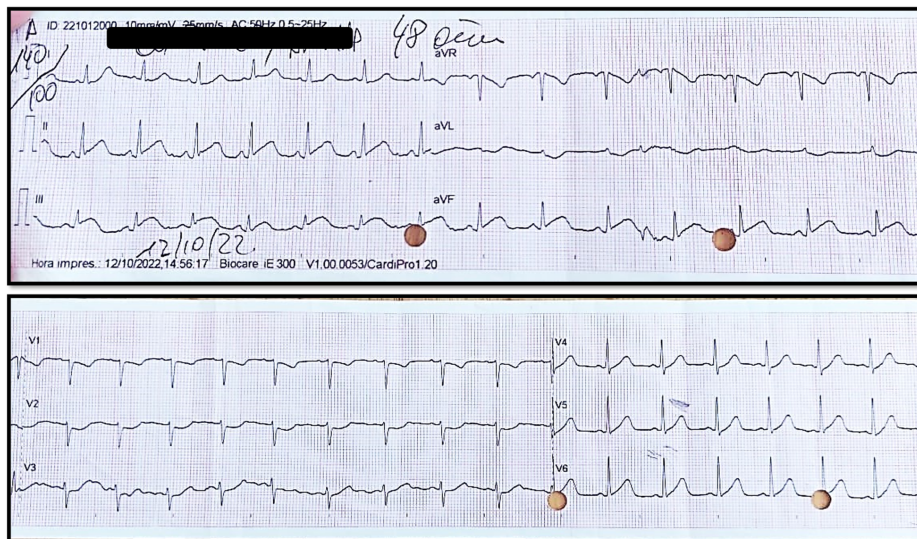 ID: 221012000 10mm/mV 25mm/s AC 50Hz 0.5~25Hz
140
100
48
aVR
II
aVL
III
aVF
12/10/22
Hora impres.: 12/10/2022,14:56:17 Biocare iE 300 V1.00.0053/CardiPro1.20
V1
V4
V2
V5
V3
V6